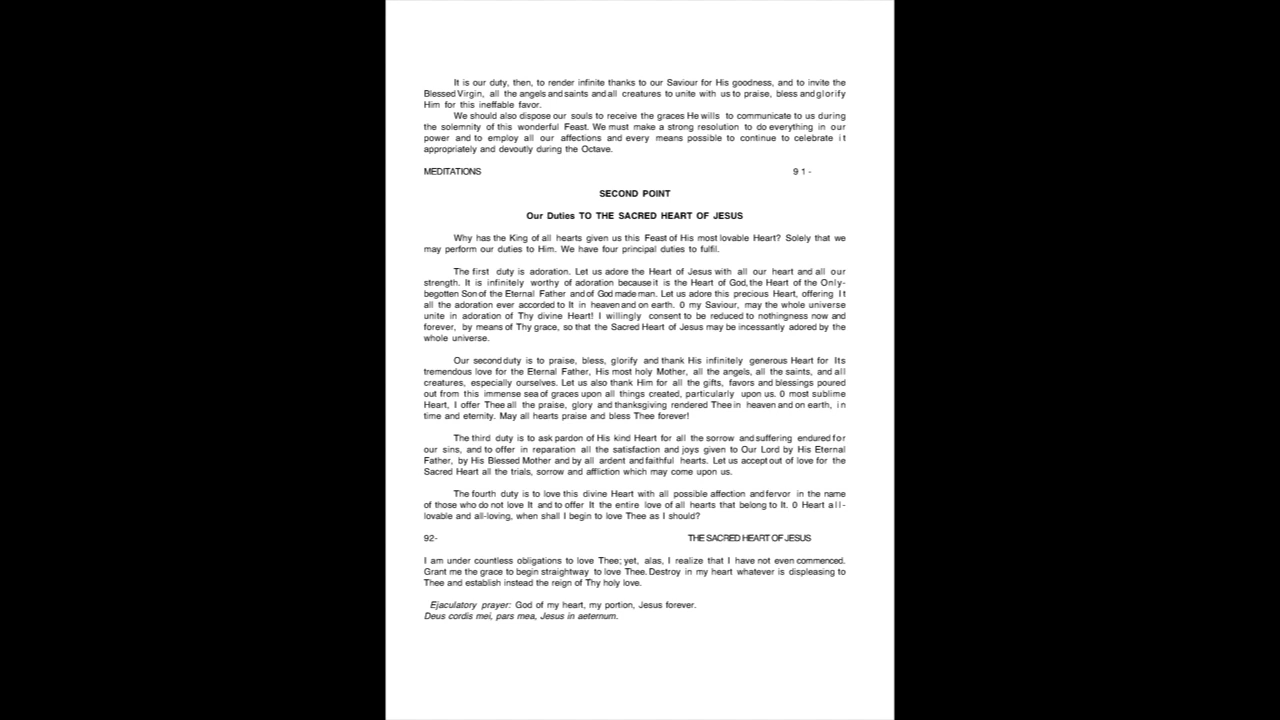 It is our duty, then, to render infinite thanks to our Saviour for His goodness, and to invite the
Blessed Virgin, all the angels and saints and all creatures to unite with us to praise, bless and glorify
Him for this ineffable favor.
We should also dispose our souls to receive the graces He wills to communicate to us during
the solemnity of this wonderful Feast. We must make a strong resolution to do everything in our
power and to employ all our affections and every means possible to continue to celebrate it
appropriately and devoutly during the Octave.
MEDITATIONS 91-
SECOND POINT
Our Duties TO THE SACRED HEART OF JESUS
Why has the King of all hearts given us this Feast of His most lovable Heart? Solely that we
may perform our duties to Him. We have four principal duties to fulfil.
The first duty is adoration. Let us adore the Heart of Jesus with all our heart and all our
strength. It is infinitely worthy of adoration because it is the Heart of God, the Heart of the Only-
begotten Son of the Eternal Father and of God made man. Let us adore this precious Heart, offering It
all the adoration ever accorded to It in heaven and on earth. 0 my Saviour, may the whole universe
unite in adoration of Thy divine Heart! I willingly consent to be reduced to nothingness now and
forever, by means of Thy grace, so that the Sacred Heart of Jesus may be incessantly adored by the
whole universe.
Our second duty is to praise, bless, glorify and thank His infinitely generous Heart for Its
tremendous love for the Eternal Father, His most holy Mother, all the angels, all the saints, and all
creatures, especially ourselves. Let us also thank Him for all the gifts, favors and blessings poured
out from this immense sea of graces upon all things created, particularly upon us. 0 most sublime
Heart, I offer Thee all the praise, glory and thanksgiving rendered Thee in heaven and on earth, in
time and eternity. May all hearts praise and bless Thee forever!
The third duty is to ask pardon of His kind Heart for all the sorrow and suffering endured for
our sins, and to offer in reparation all the satisfaction and joys given to Our Lord by His Eternal
Father, by His Blessed Mother and by all ardent and faithful hearts. Let us accept out of love for the
Sacred Heart all the trials, sorrow and affliction which may come upon us.
The fourth duty is to love this divine Heart with all possible affection and fervor in the name
of those who do not love It and to offer It the entire love of all hearts that belong to It. 0 Heart all-
lovable and all-loving, when shall I begin to love Thee as I should?
92- THE SACRED HEART OF JESUS
I am under countless obligations to love Thee; yet, alas, I realize that I have not even commenced.
Grant me the grace to begin straightway to love Thee. Destroy in my heart whatever is displeasing to
Thee and establish instead the reign of Thy holy love.
Ejaculatory prayer: God of my heart, my portion, Jesus forever.
Deus cordis mei, pars mea, Jesus in aeternum.